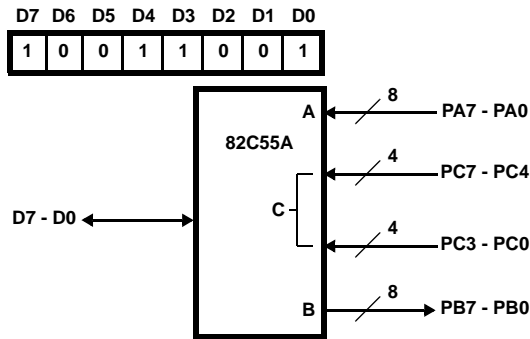 D7 D6 D5 D4 D3 D2 D1 D0
1 0 0 1 1 0 0 1
A
8
PA7 - PA0
82C55A
4
PC7 - PC4
C
D7 - D0
4
PC3 - PC0
B
8
PB7 - PB0